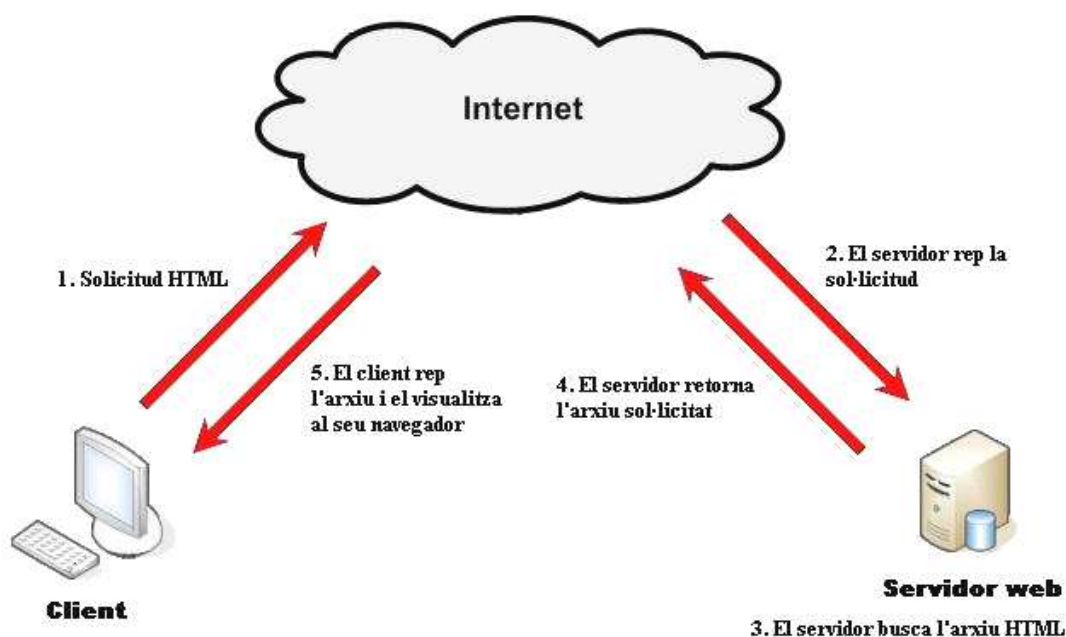 Internet
1. Solicitud HTML
2. El servidor rep la
sol·licitud
5. El client rep
l'arxiu i el visualitza
al seu navegador
4. El servidor retorna
l'arxiu sol·licitat
Client
Servidor web
3. El servidor busca l'arxiu HTML